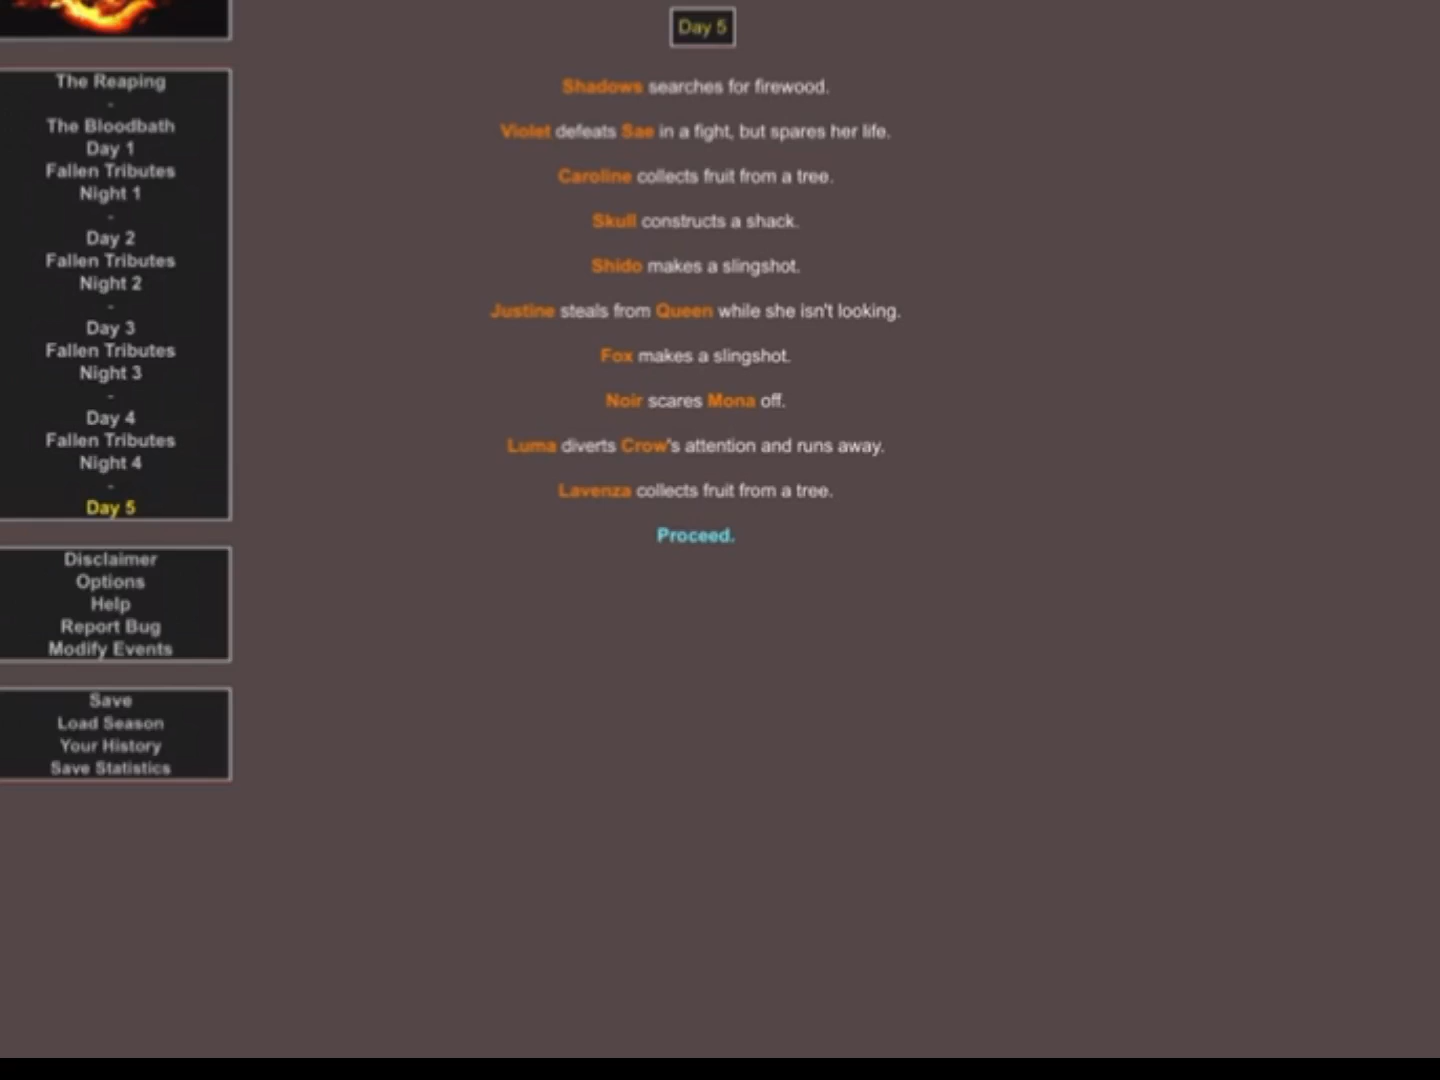 The Reaping
-
The Bloodbath
Day 1
Fallen Tributes
Night 1
-
Day 2
Fallen Tributes
Night 2
-
Day 3
Fallen Tributes
Night 3
-
Day 4
Fallen Tributes
Night 4
-
Day 5
Disclaimer
Options
Help
Report Bug
Modify Events
Save
Load Season
Your History
Save Statistics
Day 5
Shadows searches for firewood.
Violet defeats Sae in a fight, but spares her life.
Caroline collects fruit from a tree.
Skull constructs a shack.
Shido makes a slingshot.
Justine steals from Queen while she isn't looking.
Fox makes a slingshot.
Noir scares Mona off.
Luma diverts Crow's attention and runs away.
Lavenza collects fruit from a tree.
Proceed.